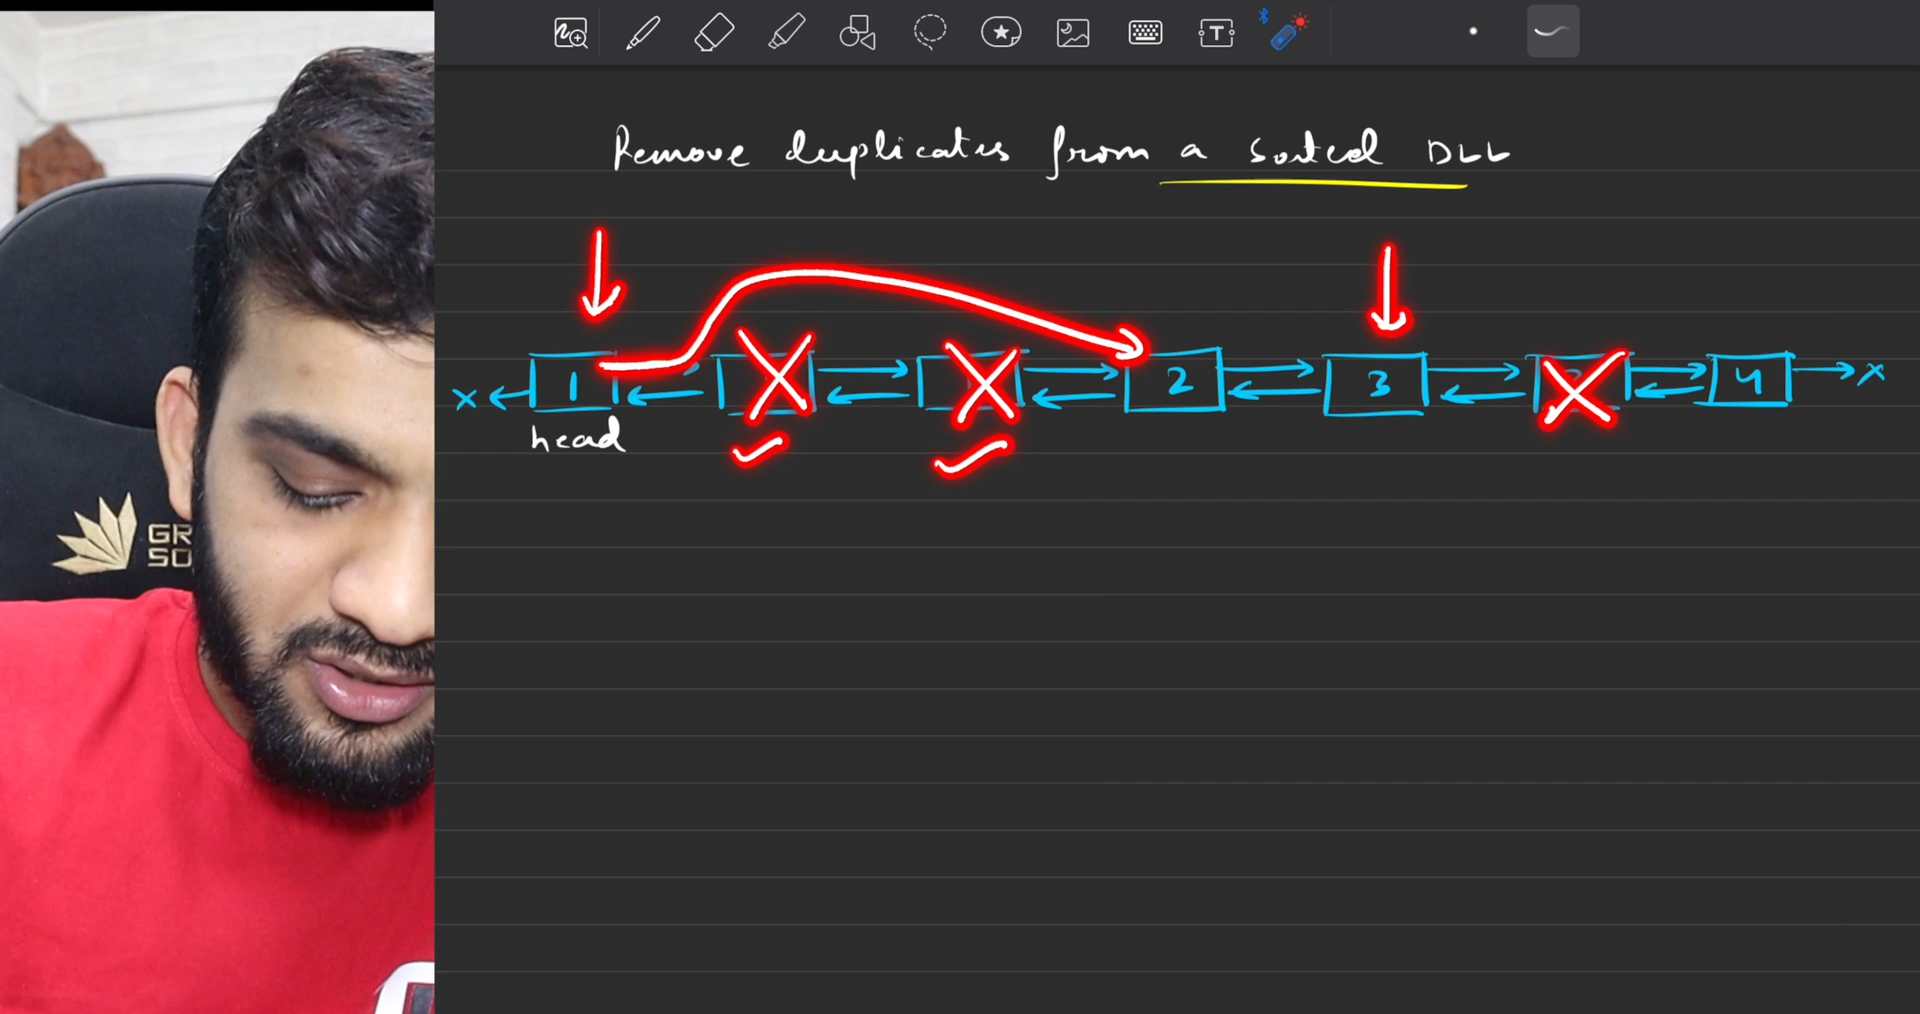 Remove duplicates from a sorted DLL
x 1 2 3 4 x
head
GR
SO